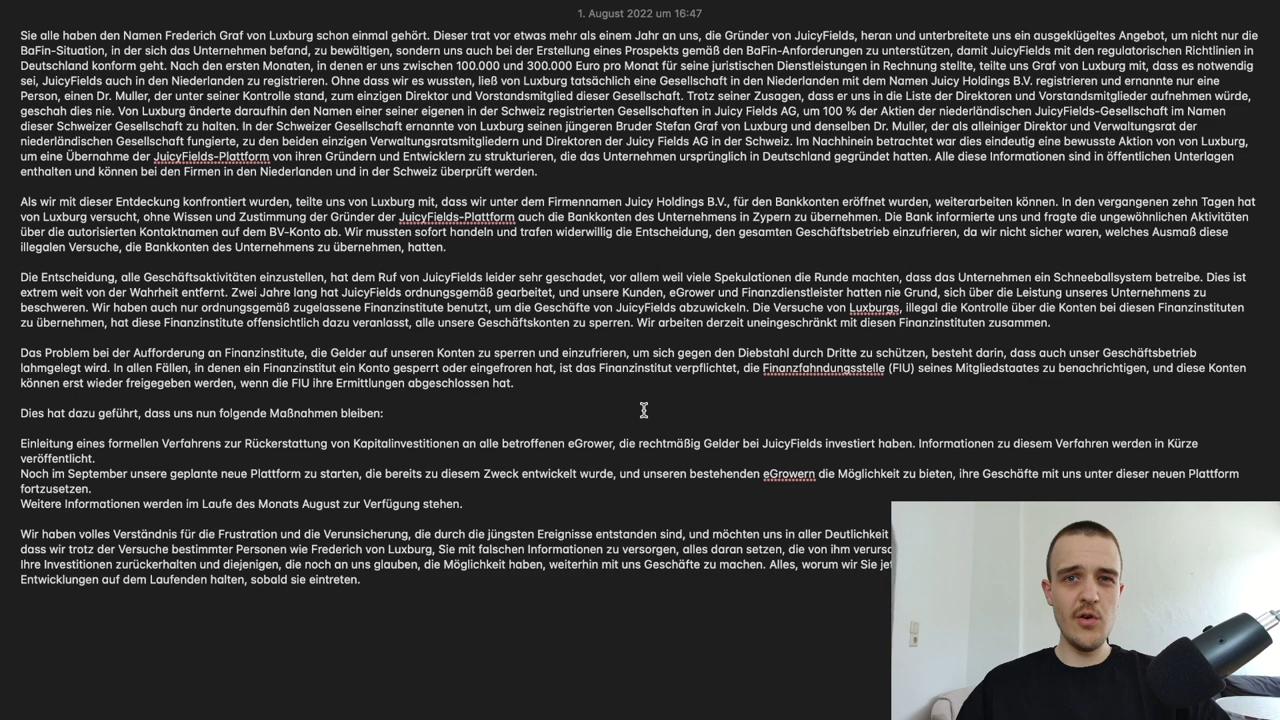 1. August 2022 um 16:47
Sie alle haben den Namen Frederich Graf von Luxburg schon einmal gehört. Dieser trat vor etwas mehr als einem Jahr an uns, die Gründer von JuicyFields, heran und unterbreitete uns ein ausgeklügeltes Angebot, um nicht nur die
BaFin-Situation, in der sich das Unternehmen befand, zu bewältigen, sondern uns auch bei der Erstellung eines Prospekts gemäß den BaFin-Anforderungen zu unterstützen, damit JuicyFields mit den regulatorischen Richtlinien in
Deutschland konform geht. Nach den ersten Monaten, in denen er uns zwischen 100.000 und 300.000 Euro pro Monat für seine juristischen Dienstleistungen in Rechnung stellte, teilte uns Graf von Luxburg mit, dass es notwendig
sei, JuicyFields auch in den Niederlanden zu registrieren. Ohne dass wir es wussten, ließ von Luxburg tatsächlich eine Gesellschaft in den Niederlanden mit dem Namen Juicy Holdings B.V. registrieren und ernannte nur eine
Person, einen Dr. Muller, der unter seiner Kontrolle stand, zum einzigen Direktor und Vorstandsmitglied dieser Gesellschaft. Trotz seiner Zusagen, dass er uns in die Liste der Direktoren und Vorstandsmitglieder aufnehmen würde,
geschah dies nie. Von Luxburg änderte daraufhin den Namen einer seiner eigenen in der Schweiz registrierten Gesellschaften in Juicy Fields AG, um 100 % der Aktien der niederländischen JuicyFields-Gesellschaft im Namen
dieser Schweizer Gesellschaft zu halten. In der Schweizer Gesellschaft ernannte von Luxburg seinen jüngeren Bruder Stefan Graf von Luxburg und denselben Dr. Muller, der als alleiniger Direktor und Verwaltungsrat der
niederländischen Gesellschaft fungierte, zu den beiden einzigen Verwaltungsratsmitgliedern und Direktoren der Juicy Fields AG in der Schweiz. Im Nachhinein betrachtet war dies eindeutig eine bewusste Aktion von von Luxburg,
um eine Übernahme der JuicyFields-Plattform von ihren Gründern und Entwicklern zu strukturieren, die das Unternehmen ursprünglich in Deutschland gegründet hatten. Alle diese Informationen sind in öffentlichen Unterlagen
enthalten und können bei den Firmen in den Niederlanden und in der Schweiz überprüft werden.
Als wir mit dieser Entdeckung konfrontiert wurden, teilte uns von Luxburg mit, dass wir unter dem Firmennamen Juicy Holdings B.V., für den Bankkonten eröffnet wurden, weiterarbeiten können. In den vergangenen zehn Tagen hat
von Luxburg versucht, ohne Wissen und Zustimmung der Gründer der JuicyFields-Plattform auch die Bankkonten des Unternehmens in Zypern zu übernehmen. Die Bank informierte uns und fragte die ungewöhnlichen Aktivitäten
über die autorisierten Kontaktnamen auf dem BV-Konto ab. Wir mussten sofort handeln und trafen widerwillig die Entscheidung, den gesamten Geschäftsbetrieb einzufrieren, da wir nicht sicher waren, welches Ausmaß diese
illegalen Versuche, die Bankkonten des Unternehmens zu übernehmen, hatten.
Die Entscheidung, alle Geschäftsaktivitäten einzustellen, hat dem Ruf von JuicyFields leider sehr geschadet, vor allem weil viele Spekulationen die Runde machten, dass das Unternehmen ein Schneeballsystem betreibe. Dies ist
extrem weit von der Wahrheit entfernt. Zwei Jahre lang hat JuicyFields ordnungsgemäß gearbeitet, und unsere Kunden, eGrower und Finanzdienstleister hatten nie Grund, sich über die Leistung unseres Unternehmens zu
beschweren. Wir haben auch nur ordnungsgemäß zugelassene Finanzinstitute benutzt, um die Geschäfte von JuicyFields abzuwickeln. Die Versuche von Luxburgs, illegal die Kontrolle über die Konten bei diesen Finanzinstituten
zu übernehmen, hat diese Finanzinstitute offensichtlich dazu veranlasst, alle unsere Geschäftskonten zu sperren. Wir arbeiten derzeit uneingeschränkt mit diesen Finanzinstituten zusammen.
Das Problem bei der Aufforderung an Finanzinstitute, die Gelder auf unseren Konten zu sperren und einzufrieren, um sich gegen den Diebstahl durch Dritte zu schützen, besteht darin, dass auch unser Geschäftsbetrieb
lahmgelegt wird. In allen Fällen, in denen ein Finanzinstitut ein Konto gesperrt oder eingefroren hat, ist das Finanzinstitut verpflichtet, die Finanzfahndungsstelle (FIU) seines Mitgliedstaates zu benachrichtigen, und diese Konten
können erst wieder freigegeben werden, wenn die FIU ihre Ermittlungen abgeschlossen hat.
Dies hat dazu geführt, dass uns nun folgende Maßnahmen bleiben:
Einleitung eines formellen Verfahrens zur Rückerstattung von Kapitalinvestitionen an alle betroffenen eGrower, die rechtmäßig Gelder bei JuicyFields investiert haben. Informationen zu diesem Verfahren werden in Kürze
veröffentlicht.
Noch im September unsere geplante neue Plattform zu starten, die bereits zu diesem Zweck entwickelt wurde, und unseren bestehenden eGrowern die Möglichkeit zu bieten, ihre Geschäfte mit uns unter dieser neuen Plattform
fortzusetzen.
Weitere Informationen werden im Laufe des Monats August zur Verfügung stehen.
Wir haben volles Verständnis für die Frustration und die Verunsicherung, die durch die jüngsten Ereignisse entstanden sind, und möchten uns in aller Deutlichkeit
dass wir trotz der Versuche bestimmter Personen wie Frederich von Luxburg, Sie mit falschen Informationen zu versorgen, alles daran setzen, die von ihm
Ihre Investitionen zurückerhalten und diejenigen, die noch an uns glauben, die Möglichkeit haben, weiterhin mit uns Geschäfte zu machen. Alles, worum wir Sie
Entwicklungen auf dem Laufenden halten, sobald sie eintreten.